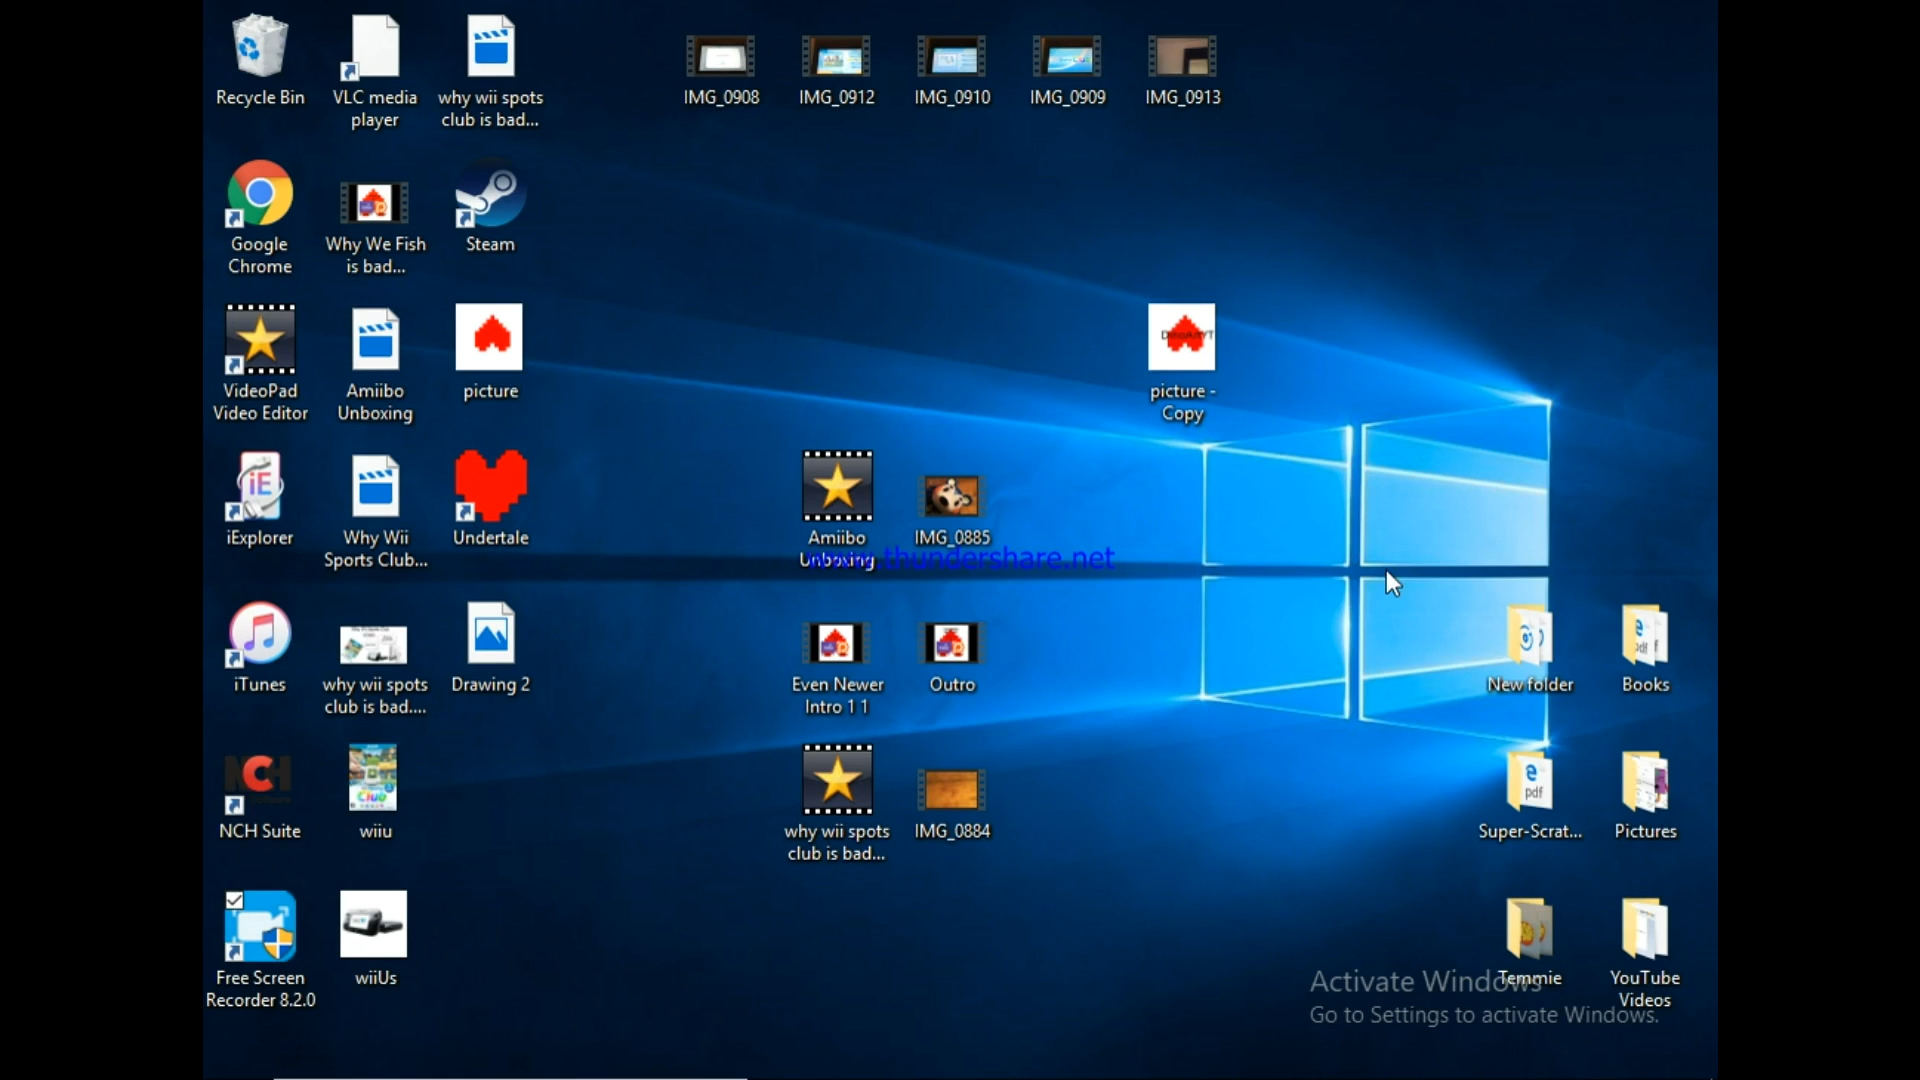 Recycle Bin
VLC media
player
why wii spots
club is bad...
IMG_0908
IMG_0912
IMG_0910
IMG_0909
IMG_0913
Google
Chrome
Why We Fish
is bad...
Steam
VideoPad
Video Editor
Amiibo
Unboxing
picture
picture -
Copy
iExplorer
Why Wii
Sports Club...
Undertale
Amiibo
Unboxing
IMG_0885
www.thundershare.net
iTunes
why wii spots
club is bad....
Drawing 2
Even Newer
Intro 1 1
Outro
New folder
Books
NCH Suite
wiiu
why wii spots
club is bad...
IMG_0884
Super-Scrat...
Pictures
Free Screen
Recorder 8.2.0
wiiUs
Temmie
YouTube
Videos
Activate Windows
Go to Settings to activate Windows.